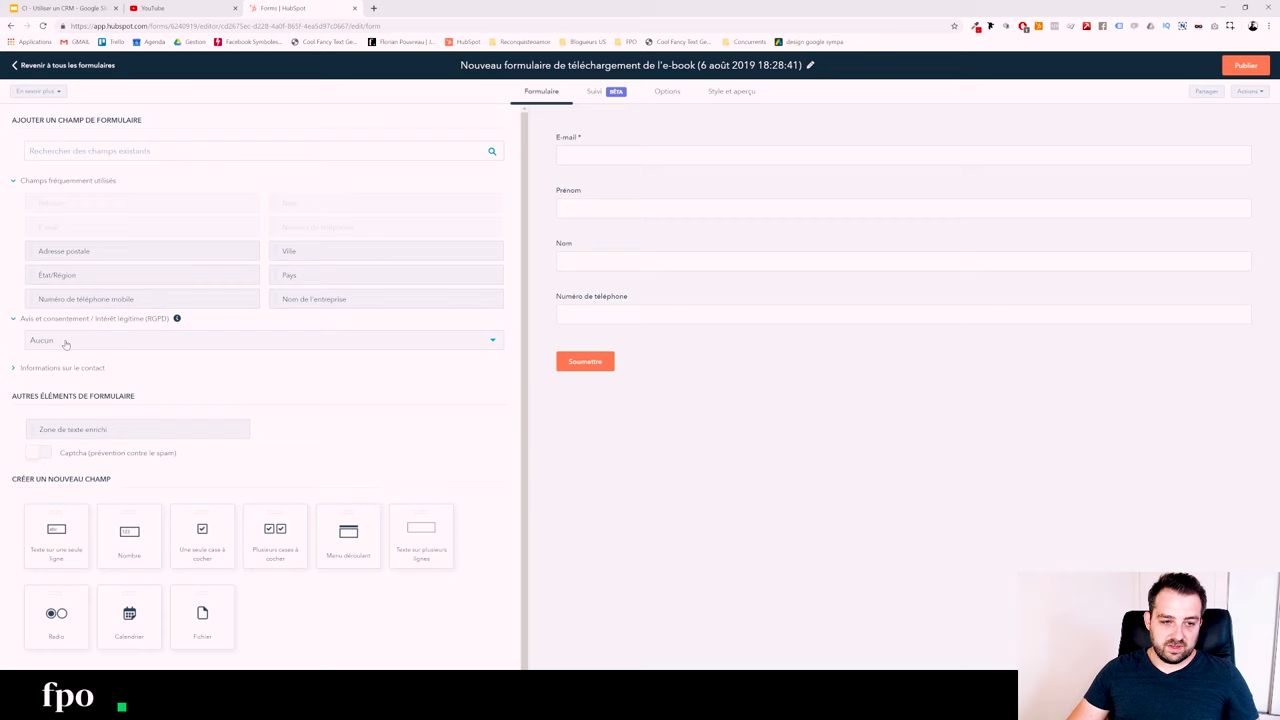 CI - Utiliser un CRM - Google Sl
YouTube
Forms | HubSpot
https://app.hubspot.com/forms/6240919/editor/cd2675ec-d228-4a0f-865f-4ea5d97c0667/edit/form
Applications
GMAIL
Trello
Agenda
Gestion
Facebook Symboles...
Cool Fancy Text Ge...
Florian Pouvreau | J...
HubSpot
Reconquisteoamor
Blogueurs US
FPO
Cool Fancy Text Ge...
Concurrents
design google sympa
Revenir à tous les formulaires
Nouveau formulaire de téléchargement de l'e-book (6 août 2019 18:28:41)
Publier
En savoir plus
Formulaire
Suivi BÊTA
Options
Style et aperçu
Partager
Actions
AJOUTER UN CHAMP DE FORMULAIRE
Rechercher des champs existants
Champs fréquemment utilisés
Prénom
Nom
E-mail
Numéro de téléphone
Adresse postale
Ville
État/Région
Pays
Numéro de téléphone mobile
Nom de l'entreprise
Avis et consentement / Intérêt légitime (RGPD)
Aucun
Informations sur le contact
AUTRES ÉLÉMENTS DE FORMULAIRE
Zone de texte enrichi
Captcha (prévention contre le spam)
CRÉER UN NOUVEAU CHAMP
Texte sur une seule
ligne
Nombre
Une seule case à
cocher
Plusieurs cases à
cocher
Menu déroulant
Texte sur plusieurs
lignes
Radio
Calendrier
Fichier
E-mail *
Prénom
Nom
Numéro de téléphone
Soumettre
fpo